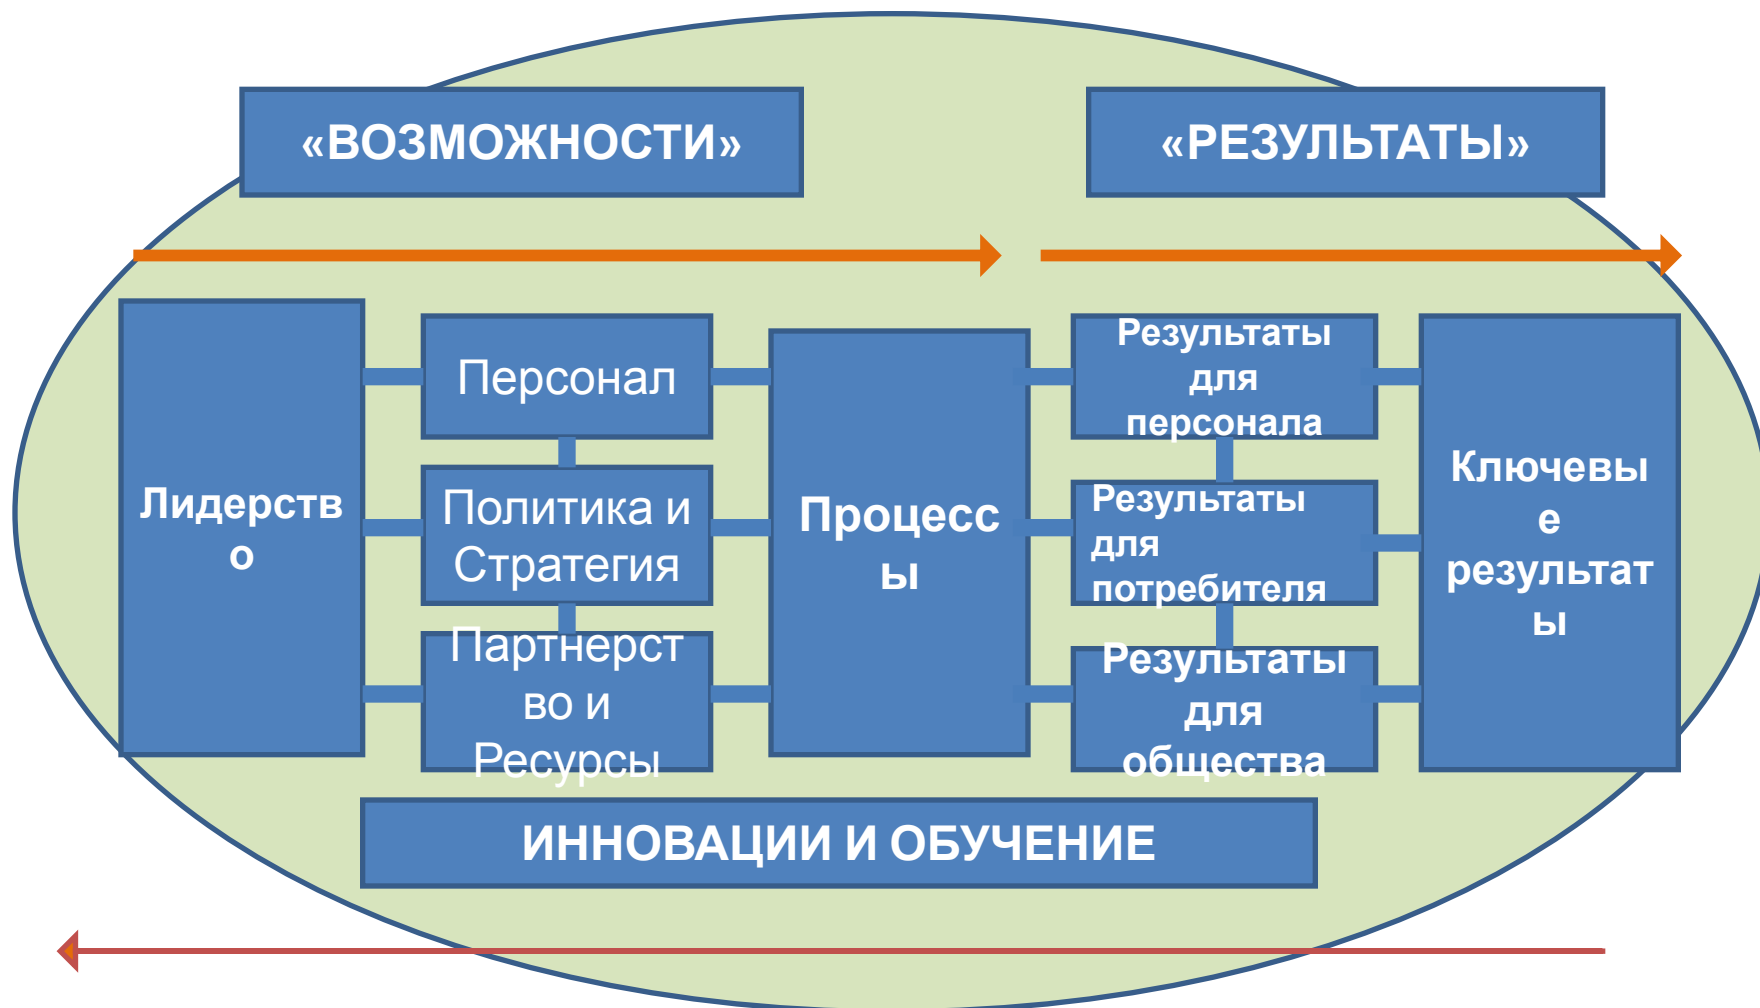 «ВОЗМОЖНОСТИ»
«РЕЗУЛЬТАТЫ»
Лидерств
о
Персонал
Политика и
Стратегия
Партнерст
во и
Ресурсы
Процесс
ы
Результаты
для
персонала
Результаты
для
потребителя
Результаты
для
общества
Ключевы
е
результат
ы
ИННОВАЦИИ И ОБУЧЕНИЕ